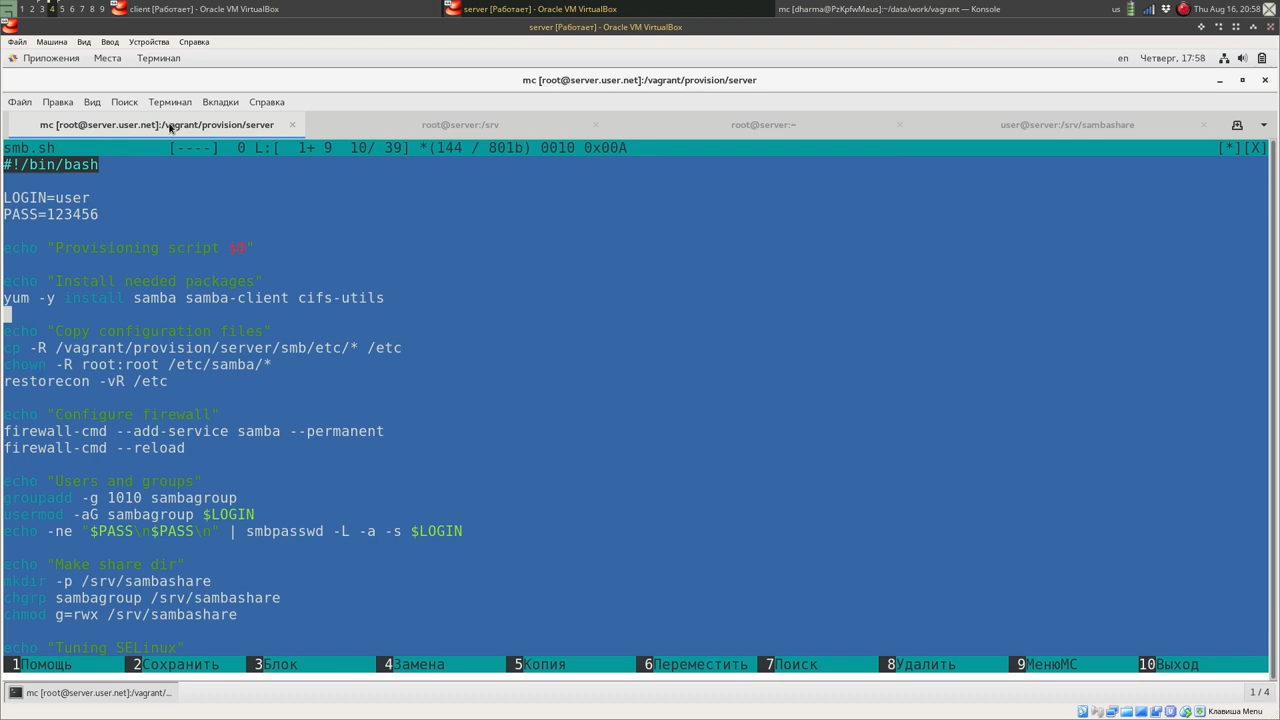 1 2 3 4 5 6 7 8 9 client [Работает] - Oracle VM VirtualBox server [Работает] - Oracle VM VirtualBox mc [dharma@PzKpfwMaus]:~/data/work/vagrant — Konsole us Thu Aug 16, 20:58
server [Работает] - Oracle VM VirtualBox
Файл Машина Вид Ввод Устройства Справка
Приложения Места Терминал en Четверг, 17:58
mc [root@server.user.net]:/vagrant/provision/server
Файл Правка Вид Поиск Терминал Вкладки Справка
mc [root@server.user.net]:/vagrant/provision/server root@server:/srv root@server:~ user@server:/srv/sambashare
smb.sh [----] 0 L:[ 1+ 9 10/ 39] *(144 / 801b) 0010 0x00A [*][X]
#!/bin/bash
LOGIN=user
PASS=123456
echo "Provisioning script $0"
echo "Install needed packages"
yum -y install samba samba-client cifs-utils
echo "Copy configuration files"
cp -R /vagrant/provision/server/smb/etc/* /etc
chown -R root:root /etc/samba/*
restorecon -vR /etc
echo "Configure firewall"
firewall-cmd --add-service samba --permanent
firewall-cmd --reload
echo "Users and groups"
groupadd -g 1010 sambagroup
usermod -aG sambagroup $LOGIN
echo -ne "$PASS\n$PASS\n" | smbpasswd -L -a -s $LOGIN
echo "Make share dir"
mkdir -p /srv/sambashare
chgrp sambagroup /srv/sambashare
chmod g=rwx /srv/sambashare
echo "Tuning SELinux"
1Помощь 2Сохранить 3Блок 4Замена 5Копия 6Переместить 7Поиск 8Удалить 9МенюMC 10Выход
mc [root@server.user.net]:/vagrant/... 1 / 4
Клавиша Menu